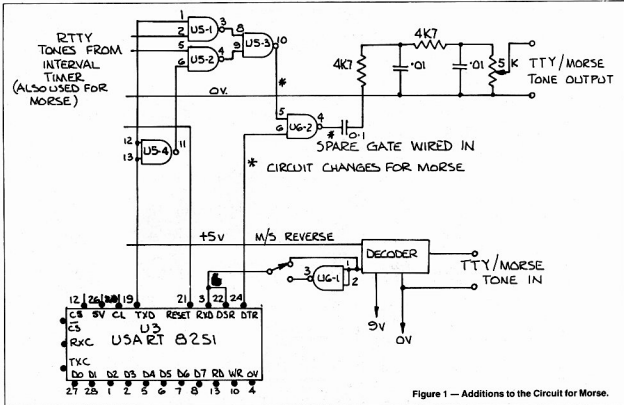 RTTY
TONES FROM
INTERVAL
TIMER
(ALSO USED FOR
MORSE)
1
2
3
U5-1
5
6
4
U5-2
8
9
10
U5-3
*
4K7
4K7
.01
.01
5K
TTY/MORSE
TONE OUTPUT
0V.
5
6
4
U6-2
*
0.1
SPARE GATE WIRED IN
* CIRCUIT CHANGES FOR MORSE
12
13
11
U5-4
+5V M/S REVERSE
DECODER
3
1
2
U6-1
TTY/MORSE
TONE IN
9V
0V
12 26 20 19 21 3 22 24
CS 5V CL TXD RESET RXD DSR DTR
CS
U3
RXC
USART 8251
TXC
D0 D1 D2 D3 D4 D5 D6 D7 RD WR 0V
27 28 1 2 5 6 7 8 13 10 4
Figure 1 — Additions to the Circuit for Morse.